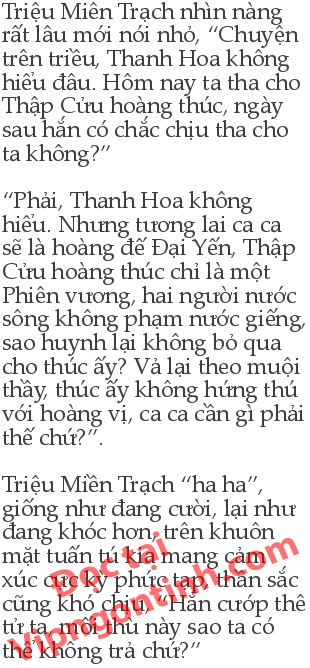 Triệu Miên Trạch nhìn nàng
rất lâu mới nói nhỏ, “Chuyện
trên triều, Thanh Hoa không
hiểu đâu. Hôm nay ta tha cho
Thập Cửu hoàng thúc, ngày
sau hắn có chắc chịu tha cho
ta không?”
“Phải, Thanh Hoa không
hiểu. Nhưng tương lai ca ca
sẽ là hoàng đế Đại Yến, Thập
Cửu hoàng thúc chỉ là một
Phiên vương, hai người nước
sông không phạm nước giếng,
sao huynh lại không bỏ qua
cho thúc ấy? Vả lại theo muội
thầy, thúc ấy không hứng thú
với hoàng vị, ca ca cần gì phải
thế chứ?”.
Triệu Miền Trạch “ha ha”,
giống như đang cười, lại như
đang khóc hơn, trên khuôn
mặt tuấn tú kia mang cảm
xúc cực kỳ phức tạp, thần sắc
cũng khó chịu, “Hắn cướp thê
tử ta, mối thù này sao ta có
thể không trả chứ?”
Đọc tại
Vipngontinh.com